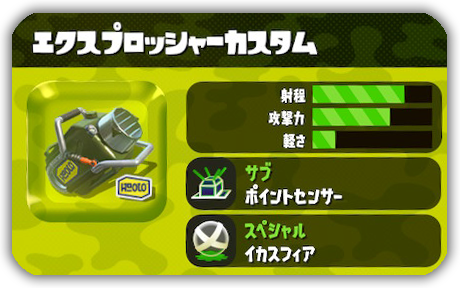 エクスプロッシャーカスタム
射程
攻撃力
軽さ
サブ
ポイントセンサー
スペシャル
イカスフィア